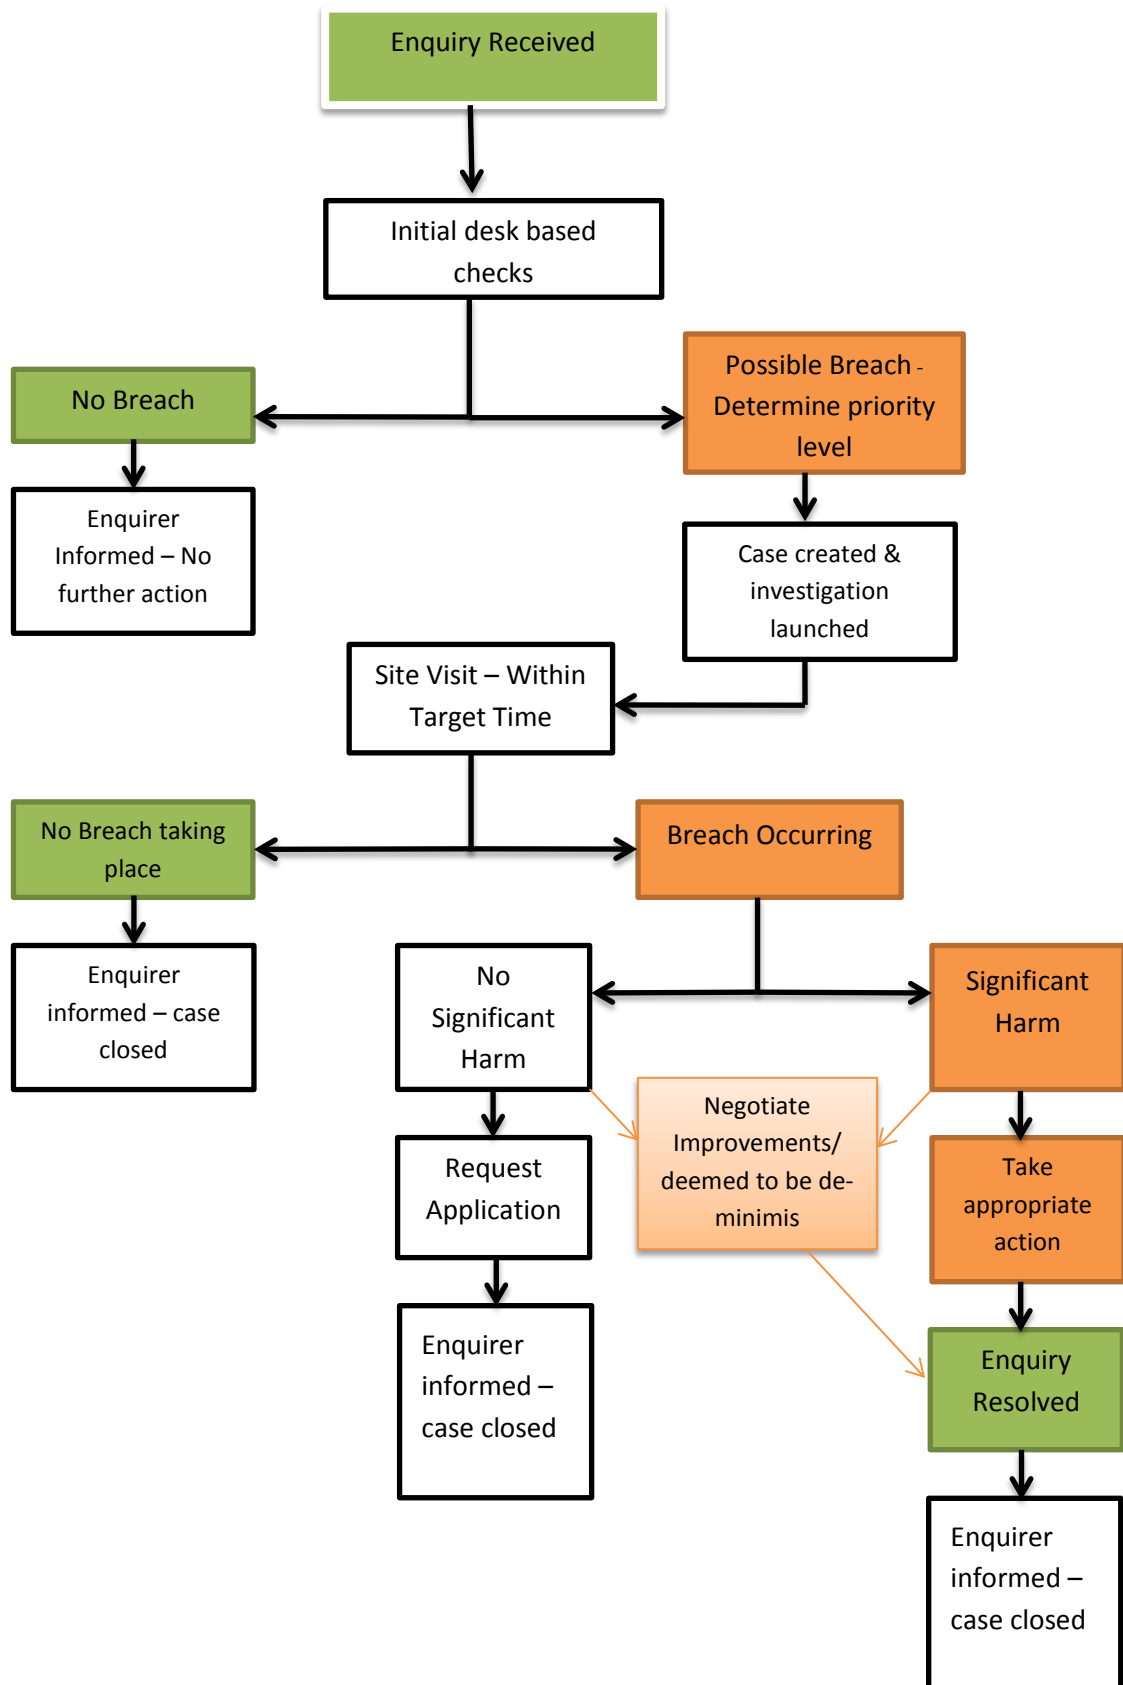 Enquiry Received
Initial desk based
checks
No Breach
Possible Breach -
Determine priority
level
Enquirer
Informed – No
further action
Case created &
investigation
launched
Site Visit – Within
Target Time
No Breach taking
place
Breach Occurring
Enquirer
informed – case
closed
No
Significant
Harm
Significant
Harm
Negotiate
Improvements/
deemed to be de-
minimis
Request
Application
Take
appropriate
action
Enquirer
informed –
case closed
Enquiry
Resolved
Enquirer
informed –
case closed